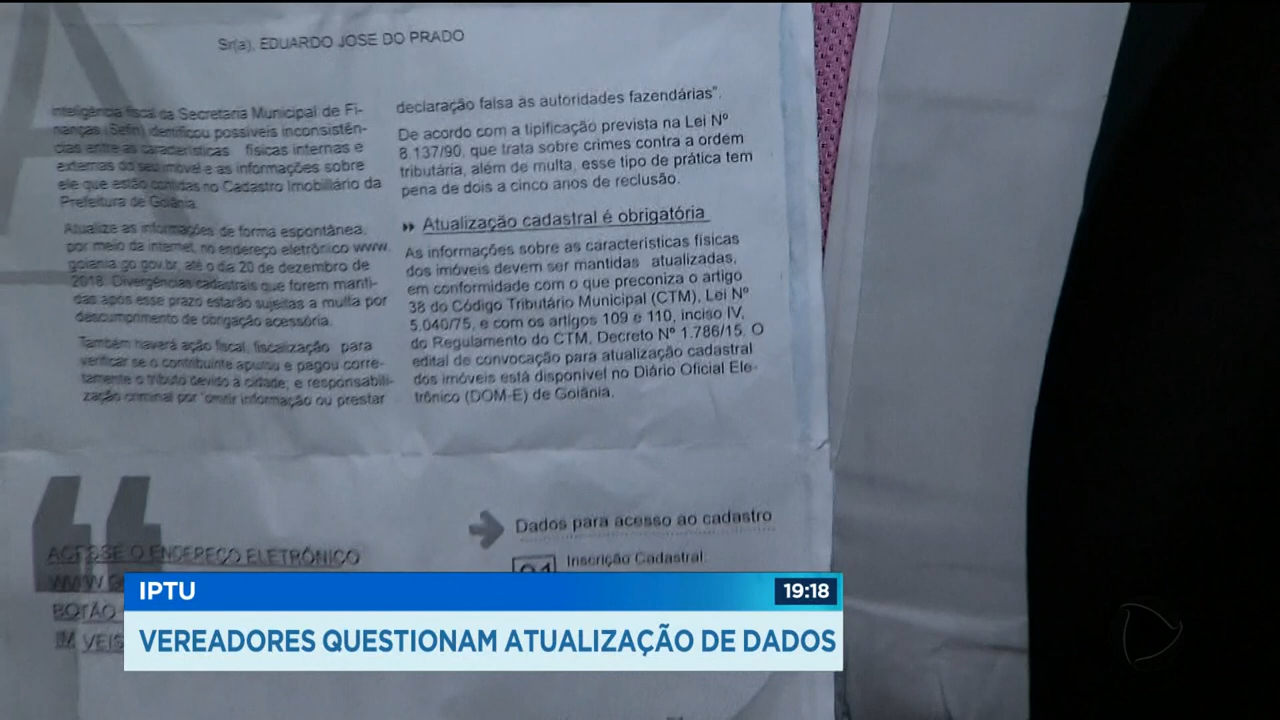 Sr(a), EDUARDO JOSE DO PRADO
inteligência fiscal da Secretaria Municipal de Fi-
nanças (Sefin) identificou possíveis inconsistên-
cias entre as características físicas internas e
externas do seu imóvel e as informações sobre
ele que estão contidas no Cadastro Imobiliário da
Prefeitura de Goiânia.
Atualize as informações de forma espontânea,
por meio da internet, no endereço eletrônico www.
goiania.go.gov.br, até o dia 20 de dezembro de
2018. Divergências cadastrais que forem manti-
das após esse prazo estarão sujeitas a multa por
descumprimento de obrigação acessória.
Também haverá ação fiscal, fiscalização para
verificar se o contribuinte apurou e pagou corre-
tamente o tributo devido à cidade; e responsabili-
zação criminal por "omitir informação ou prestar
declaração falsa às autoridades fazendárias".
De acordo com a tipificação prevista na Lei Nº
8.137/90, que trata sobre crimes contra a ordem
tributária, além de multa, esse tipo de prática tem
pena de dois a cinco anos de reclusão.
Atualização cadastral é obrigatória
As informações sobre as características físicas
dos imóveis devem ser mantidas atualizadas,
em conformidade com o que preconiza o artigo
38 do Código Tributário Municipal (CTM), Lei Nº
5.040/75, e com os artigos 109 e 110, inciso IV,
do Regulamento do CTM, Decreto Nº 1.786/15. O
edital de convocação para atualização cadastral
dos imóveis está disponível no Diário Oficial Ele-
trônico (DOM-E) de Goiânia.
ACESSE O ENDEREÇO ELETRÔNICO
BOTÃO
Dados para acesso ao cadastro
01 Inscrição Cadastral:
IPTU
19:18
VEREADORES QUESTIONAM ATUALIZAÇÃO DE DADOS